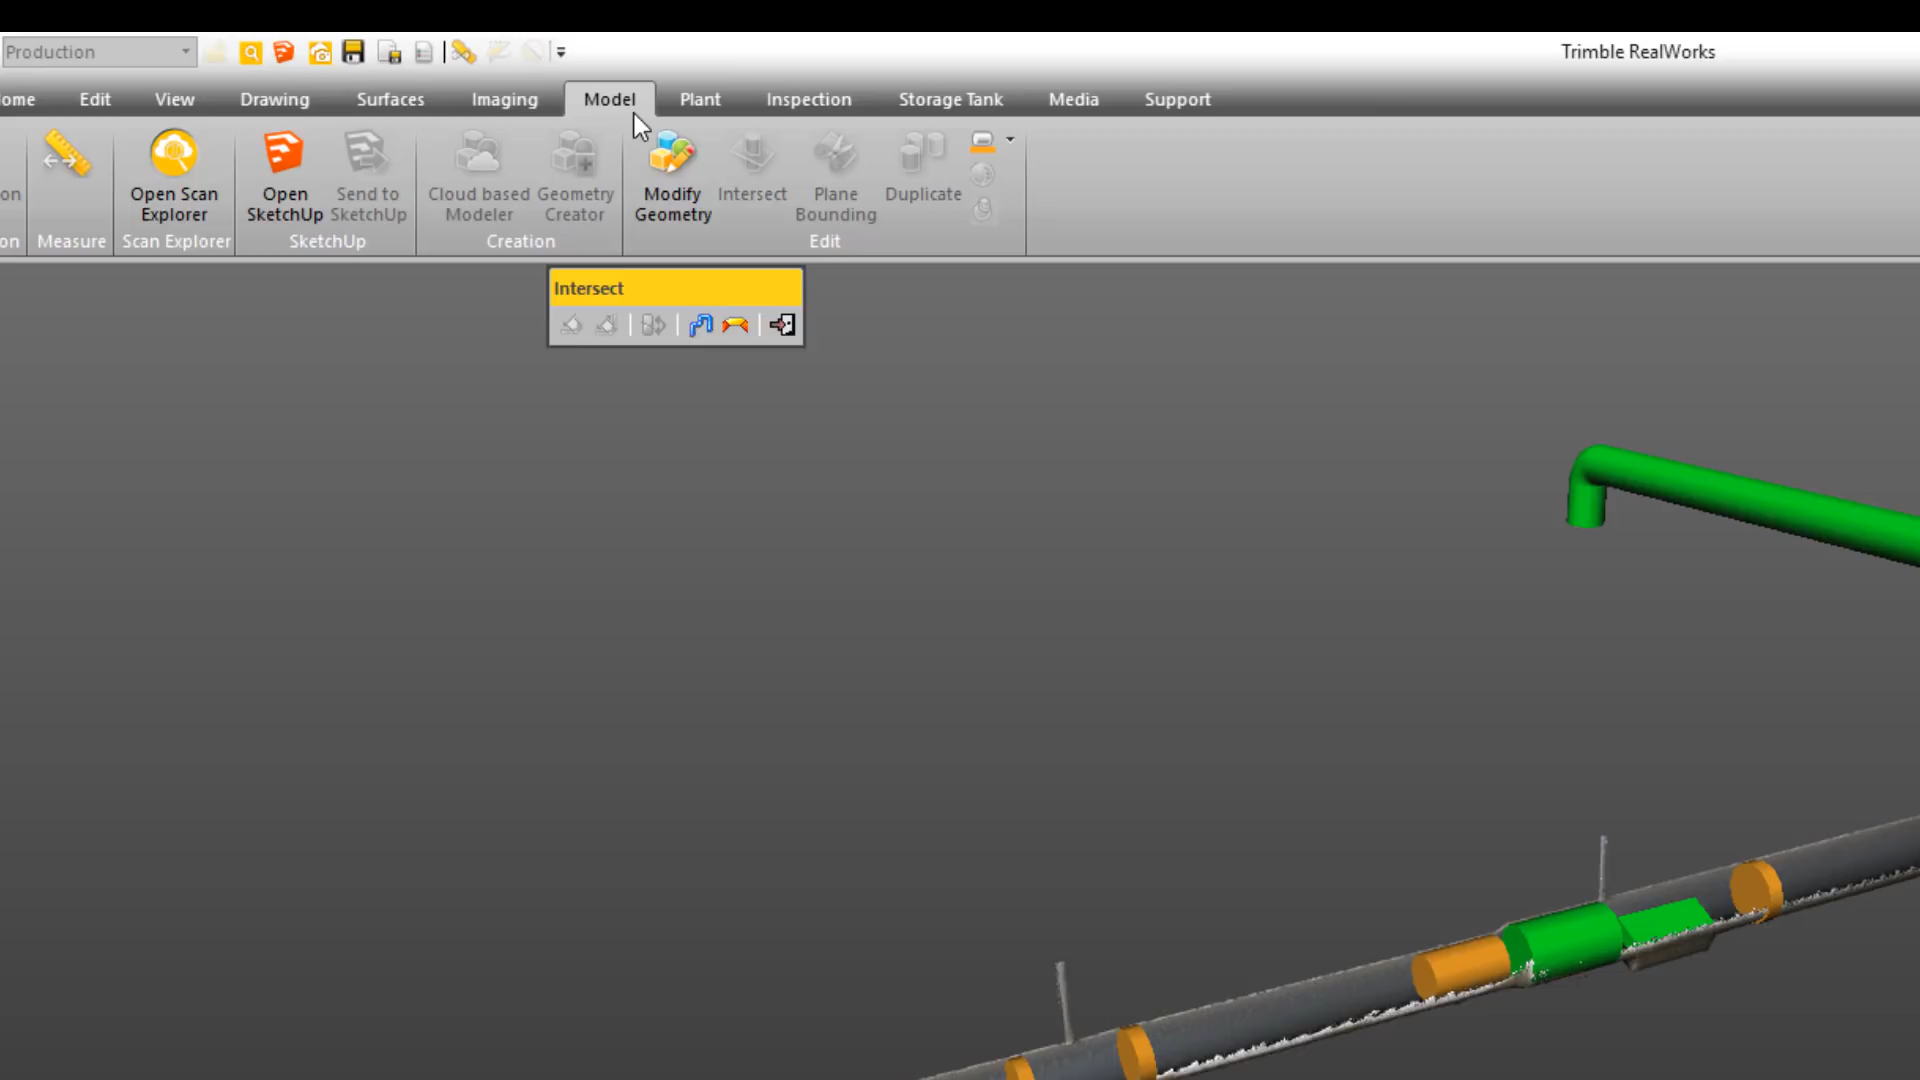 Production
Trimble RealWorks
ome Edit View Drawing Surfaces Imaging Model Plant Inspection Storage Tank Media Support
on
Open Scan
Explorer
Open
SketchUp
Send to
SketchUp
Cloud based
Modeler
Geometry
Creator
Modify
Geometry
Intersect
Plane
Bounding
Duplicate
on Measure Scan Explorer SketchUp Creation Edit
Intersect